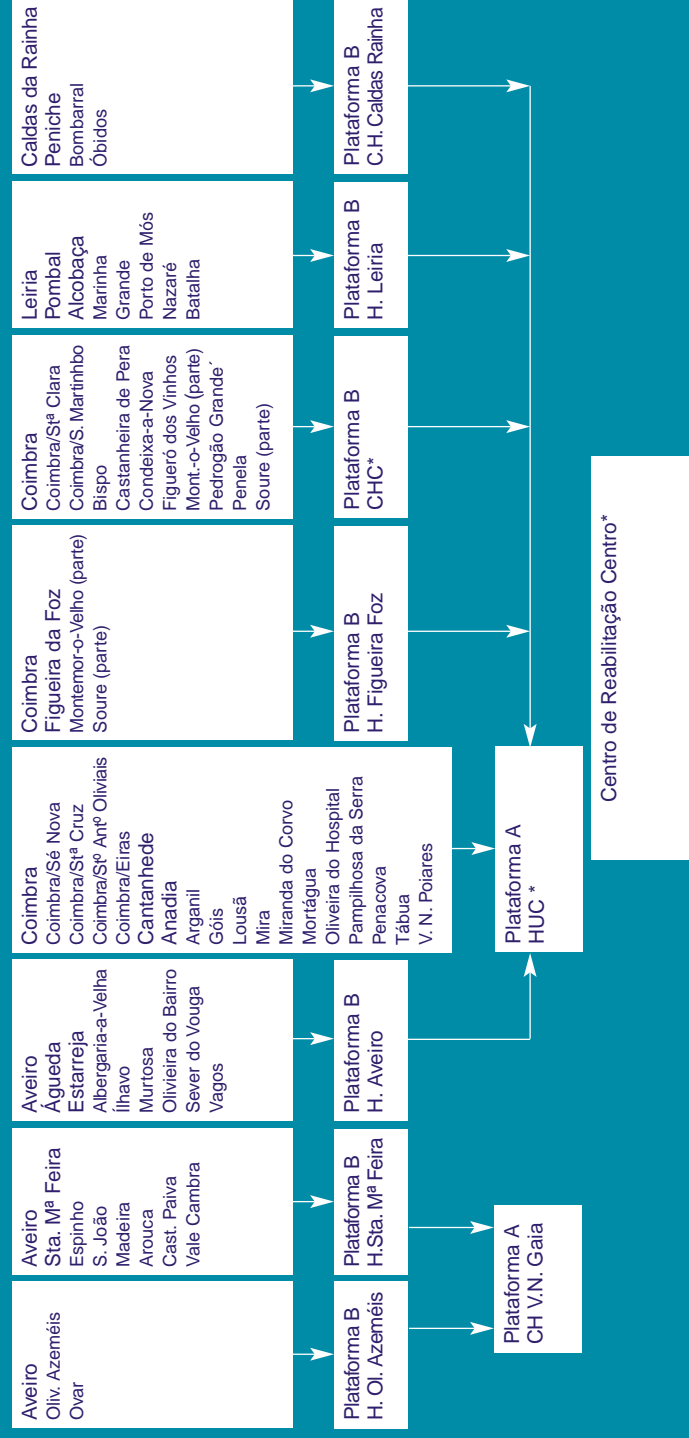 Aveiro
Oliv. Azeméis
Ovar
Aveiro
Sta. Mª Feira
Espinho
S. João
Madeira
Arouca
Cast. Paiva
Vale Cambra
Aveiro
Águeda
Estarreja
Albergaria-a-Velha
Ílhavo
Murtosa
Olivieira do Bairro
Sever do Vouga
Vagos
Coimbra
Coimbra/Sé Nova
Coimbra/Stª Cruz
Coimbra/Stº Antº Oliviais
Coimbra/Eiras
Cantanhede
Anadia
Arganil
Góis
Lousã
Mira
Miranda do Corvo
Mortágua
Oliveira do Hospital
Pampilhosa da Serra
Penacova
Tábua
V. N. Poiares
Coimbra
Figueira da Foz
Montemor-o-Velho (parte)
Soure (parte)
Coimbra
Coimbra/Stª Clara
Coimbra/S. Martinhbo
Bispo
Castanheira de Pera
Condeixa-a-Nova
Figueró dos Vinhos
Mont.-o-Velho (parte)
Pedrogão Grande´
Penela
Soure (parte)
Leiria
Pombal
Alcobaça
Marinha
Grande
Porto de Mós
Nazaré
Batalha
Caldas da Rainha
Peniche
Bombarral
Óbidos
Plataforma B
H. Ol. Azeméis
Plataforma B
H.Sta. Mª Feira
Plataforma B
H. Aveiro
Plataforma B
H. Figueira Foz
Plataforma B
CHC*
Plataforma B
H. Leiria
Plataforma B
C.H.Caldas Rainha
Plataforma A
CH V.N. Gaia
Plataforma A
HUC *
Centro de Reabilitação Centro*